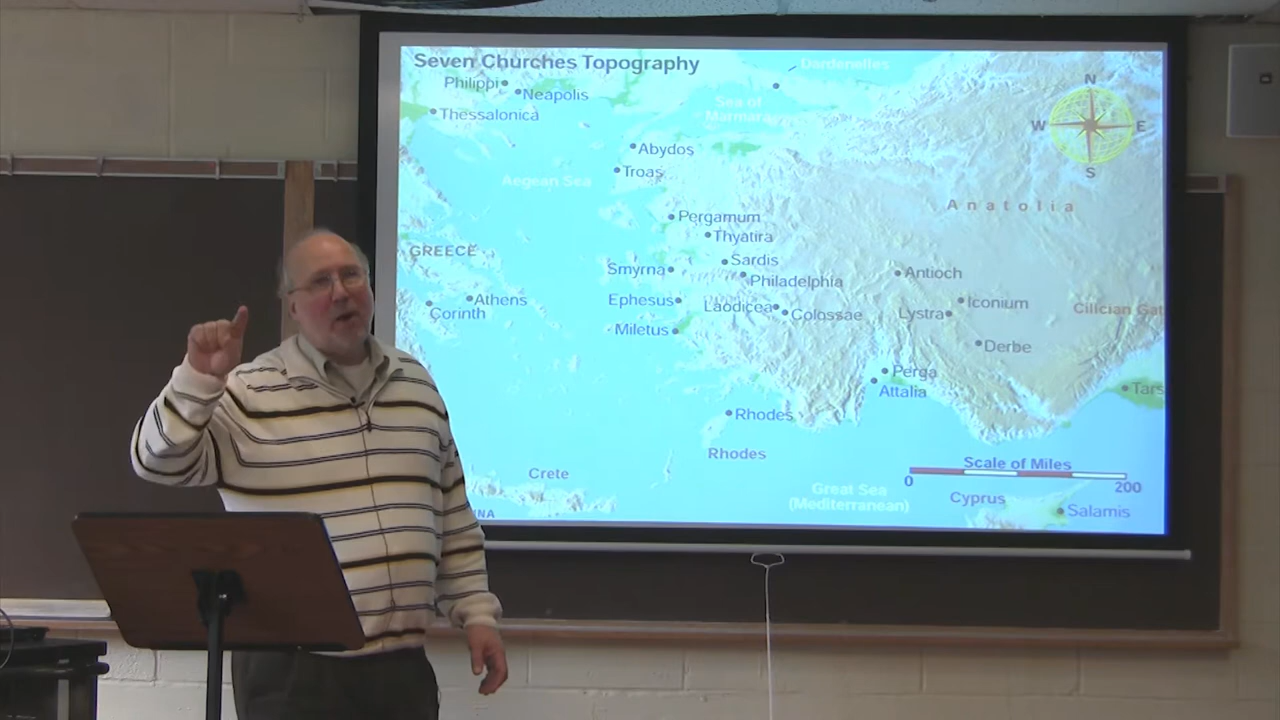 Seven Churches Topography
Dardenelles
Philippi
Neapolis
Sea of
Marmara
Thessalonica
N
W
E
S
Abydos
Troas
Aegean Sea
Anatolia
Pergamum
Thyatira
GREECE
Sardis
Smyrna
Philadelphia
Antioch
Athens
Corinth
Ephesus
Laodicea
Colossae
Iconium
Lystra
Cilician Gat
Miletus
Derbe
Perga
Attalia
Tars
Rhodes
Rhodes
Crete
Scale of Miles
0
200
Great Sea
(Mediterranean)
Cyprus
Salamis
NA